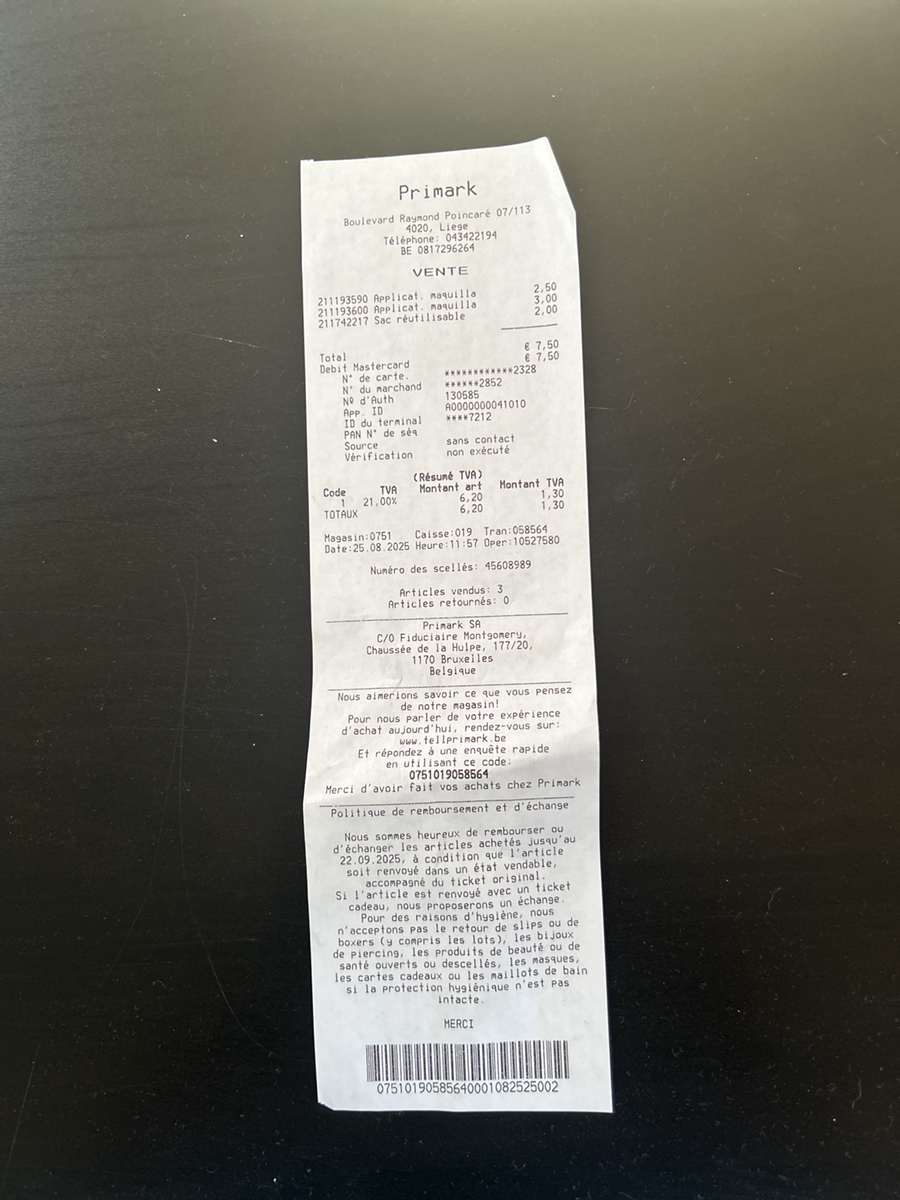 Primark
Boulevard Raymond Poincaré 07/113
4020, Liege
Téléphone: 043422194
BE 0817296264
VENTE
211193590 Applicat. maquilla 2,50
211193600 Applicat. maquilla 3,00
211742217 Sac réutilisable 2,00
Total € 7,50
Debit Mastercard € 7,50
N° de carte. ************2328
N° du marchand ******2852
Nº d'Auth 130585
App. ID A0000000041010
ID du terminal ****7212
PAN N° de séq
Source sans contact
Vérification non exécuté
(Résumé TVA)
Code TVA Montant art Montant TVA
1 21,00% 6,20 1,30
TOTAUX 6,20 1,30
Magasin:0751 Caisse:019 Tran:058564
Date:25.08.2025 Heure:11:57 Oper:10527580
Numéro des scellés: 45608989
Articles vendus: 3
Articles retournés: 0
Primark SA
C/O Fiduciaire Montgomery,
Chaussée de la Hulpe, 177/20,
1170 Bruxelles
Belgique
Nous aimerions savoir ce que vous pensez
de notre magasin!
Pour nous parler de votre expérience
d'achat aujourd'hui, rendez-vous sur:
www.tellprimark.be
Et répondez à une enquête rapide
en utilisant ce code:
0751019058564
Merci d'avoir fait vos achats chez Primark
Politique de remboursement et d'échange
Nous sommes heureux de rembourser ou
d'échanger les articles achetés jusqu'au
22.09.2025, à condition que l'article
soit renvoyé dans un état vendable,
accompagné du ticket original.
Si l'article est renvoyé avec un ticket
cadeau, nous proposerons un échange.
Pour des raisons d'hygiène, nous
n'acceptons pas le retour de slips ou de
boxers (y compris les lots), les bijoux
de piercing, les produits de beauté ou de
santé ouverts ou descellés, les masques,
les cartes cadeaux ou les maillots de bain
si la protection hygiénique n'est pas
intacte.
MERCI
07510190585640001082525002